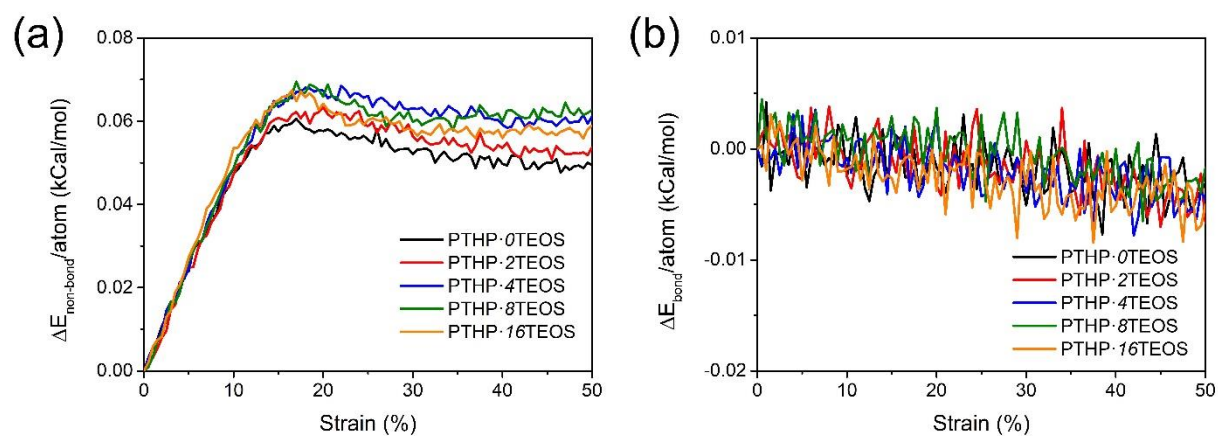 (a)
0.08
0.06
0.04
0.02
0.00
ΔEnon-bond/atom (kCal/mol)
PTHP·0TEOS
PTHP·2TEOS
PTHP·4TEOS
PTHP·8TEOS
PTHP·16TEOS
0 10 20 30 40 50
Strain (%)
(b)
0.01
0.00
-0.01
-0.02
ΔEbond/atom (kCal/mol)
PTHP·0TEOS
PTHP·2TEOS
PTHP·4TEOS
PTHP·8TEOS
PTHP·16TEOS
0 10 20 30 40 50
Strain (%)